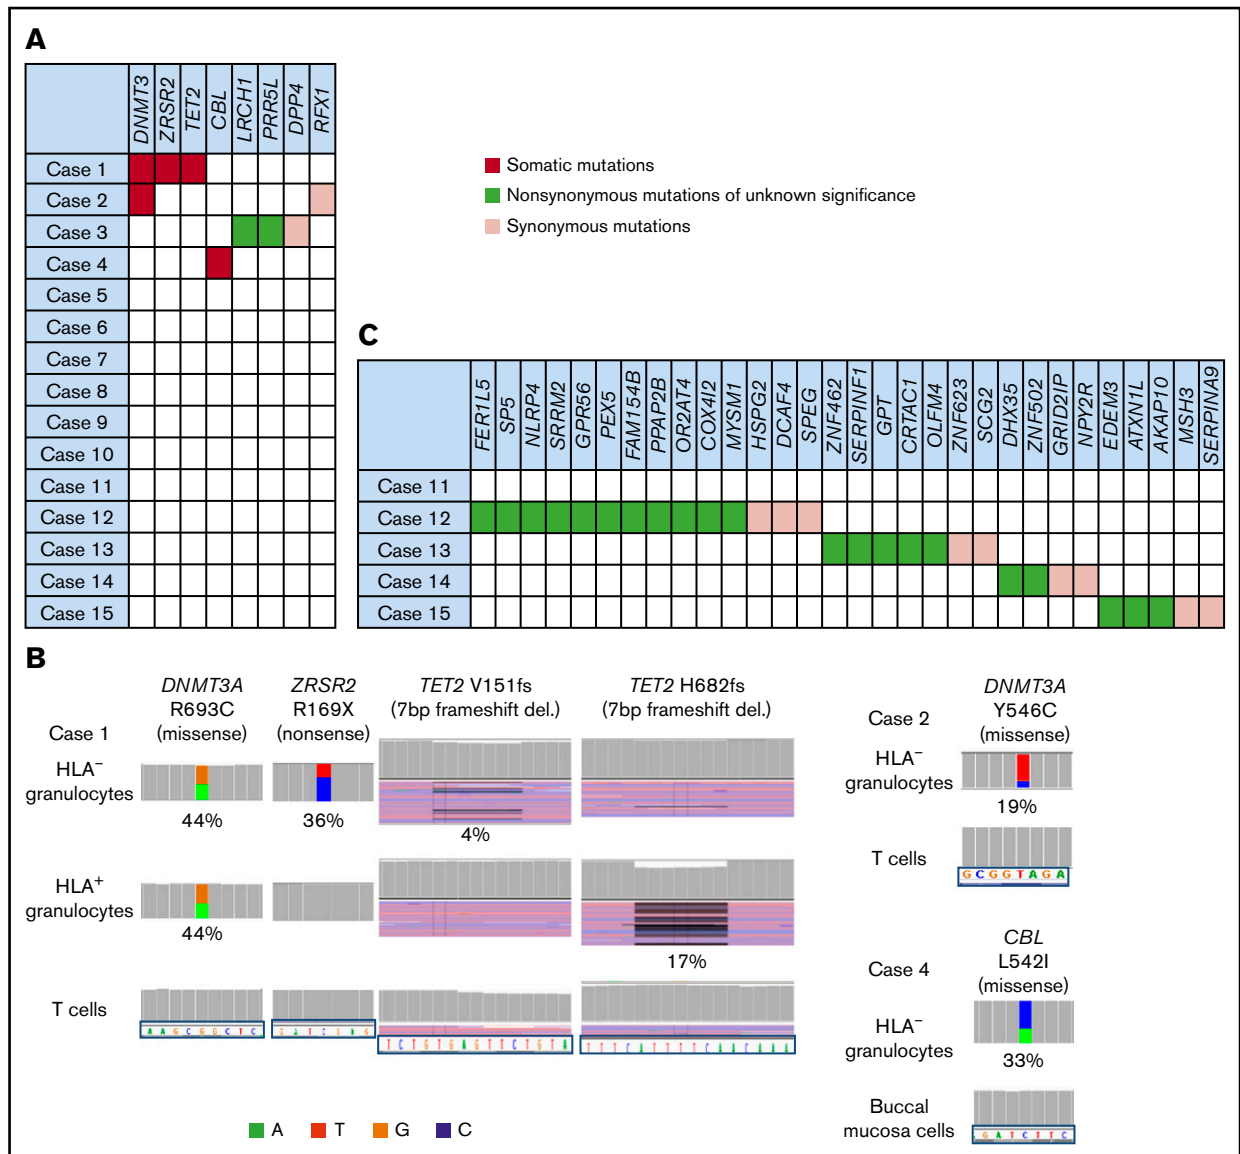 A
DNMT3 ZRSR2 TET2 CBL LRCH1 PRR5L DPP4 RFX1
Case 1
Case 2
Case 3
Case 4
Case 5
Case 6
Case 7
Case 8
Case 9
Case 10
Case 11
Case 12
Case 13
Case 14
Case 15
Somatic mutations
Nonsynonymous mutations of unknown significance
Synonymous mutations
C
FER1L5 SP5 NLRP4 SRRM2 GPR56 PEX5 FAM154B PPAP2B OR2AT4 COX4I2 MYSM1 HSPG2 DCAF4 SPEG ZNF462 SERPINF1 GPT CRTAC1 OLFM4 ZNF623 SCG2 DHX35 ZNF502 GRID2IP NPY2R EDEM3 ATXN1L AKAP10 MSH3 SERPINA9
Case 11
Case 12
Case 13
Case 14
Case 15
B
Case 1
DNMT3A
R693C
(missense)
ZRSR2
R169X
(nonsense)
TET2 V151fs
(7bp frameshift del.)
TET2 H682fs
(7bp frameshift del.)
HLA−
granulocytes
44%
36%
4%
HLA+
granulocytes
44%
17%
T cells
A A G C G G C T C
G A T C G A G
T C T G T G A G T T C T G T A
T T T C A T T T T C A A C A A A
Case 2
DNMT3A
Y546C
(missense)
HLA−
granulocytes
19%
T cells
G C G G T A G A
Case 4
CBL
L542I
(missense)
HLA−
granulocytes
33%
Buccal
mucosa cells
G A T C T T C
A T G C